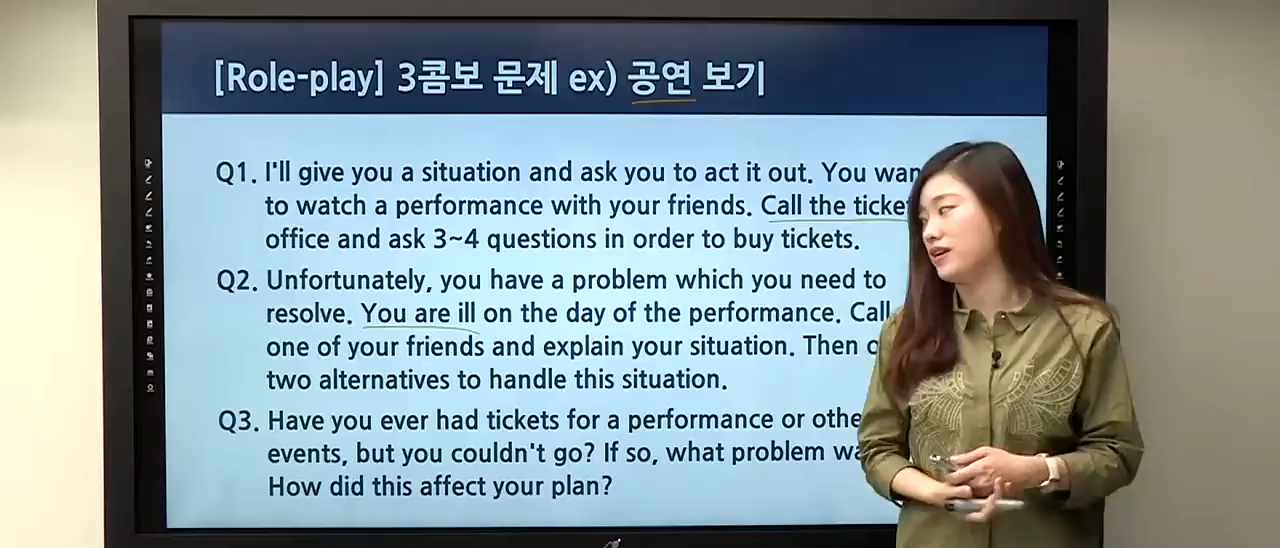 [Role-play] 3콤보 문제 ex) 공연 보기
Q1. I'll give you a situation and ask you to act it out. You
to watch a performance with your friends. Call the
office and ask 3~4 questions in order to buy tickets.
Q2. Unfortunately, you have a problem which you need to
resolve. You are ill on the day of the performance. Call
one of your friends and explain your situation. Then
two alternatives to handle this situation.
Q3. Have you ever had tickets for a performance or
events, but you couldn't go? If so, what problem
How did this affect your plan?